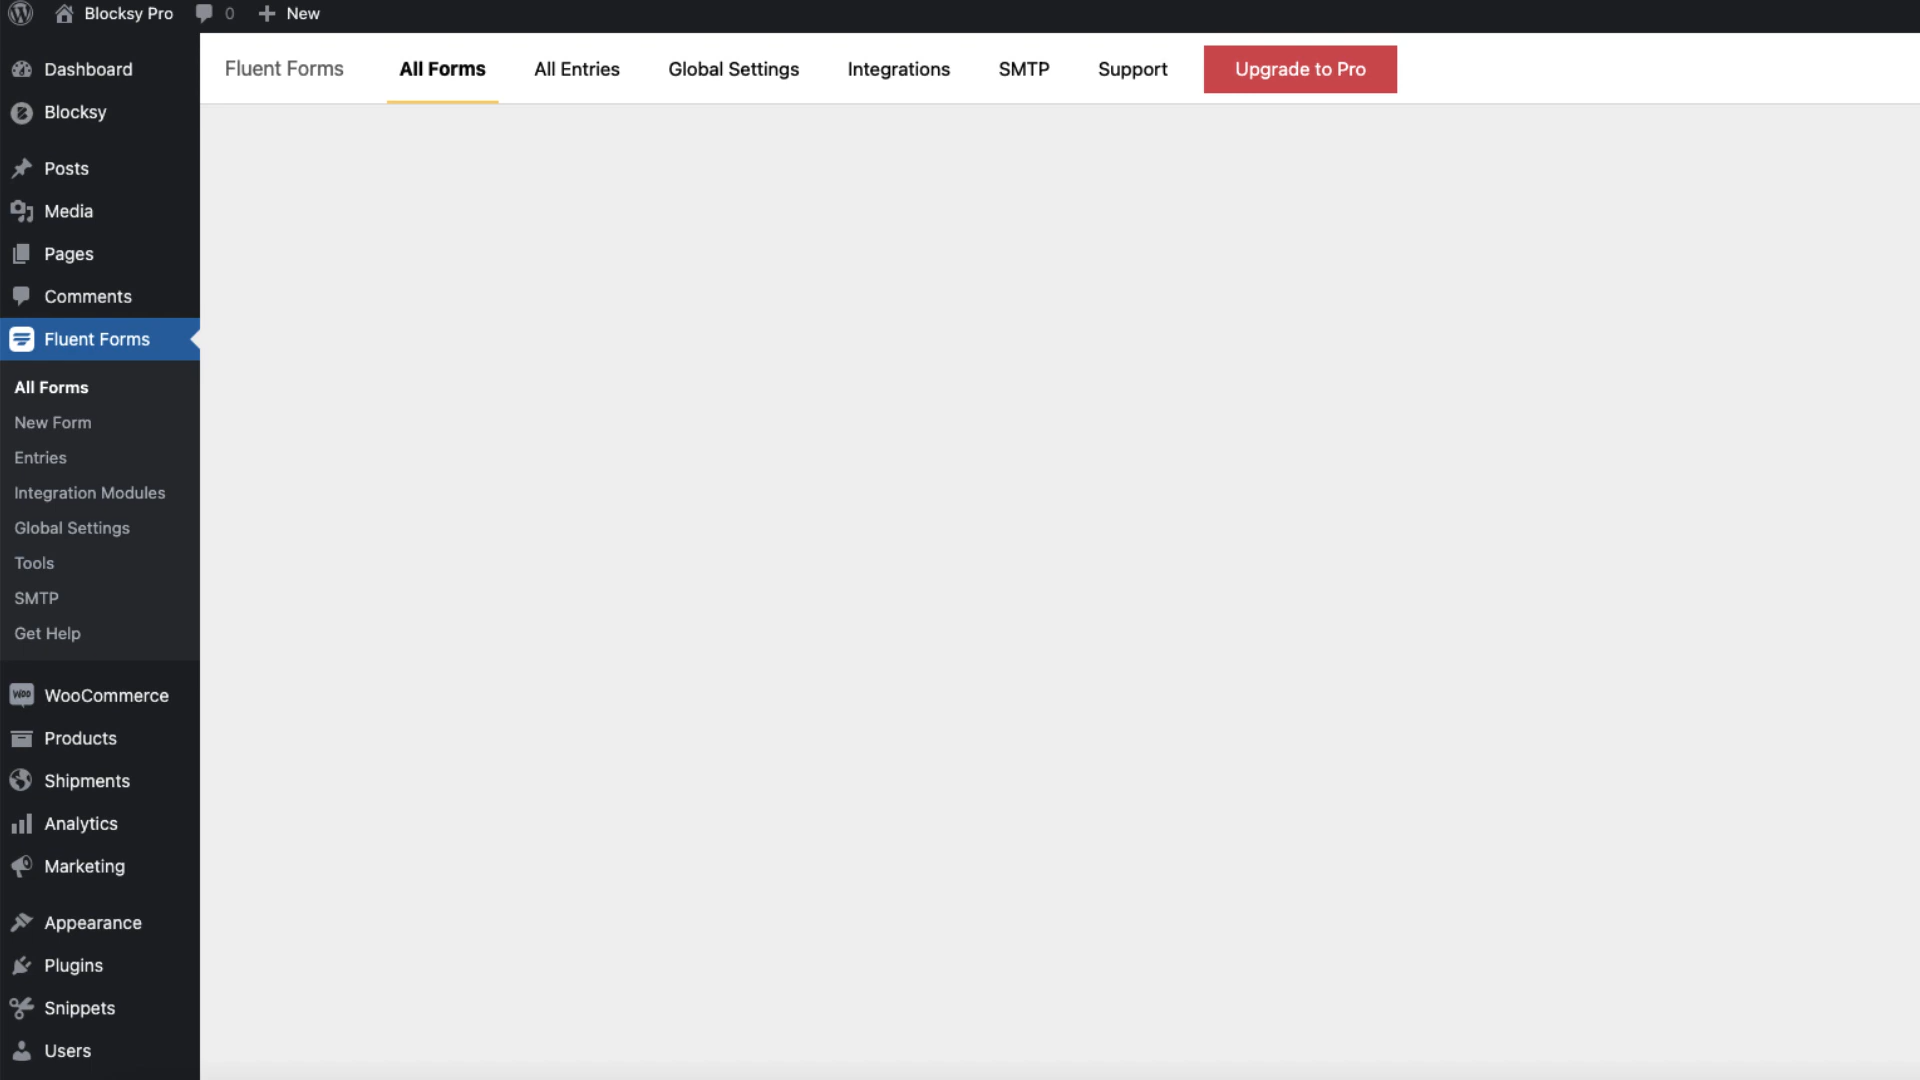 Blocksy Pro 0 New
Fluent Forms All Forms All Entries Global Settings Integrations SMTP Support Upgrade to Pro
Dashboard
Blocksy
Posts
Media
Pages
Comments
Fluent Forms
All Forms
New Form
Entries
Integration Modules
Global Settings
Tools
SMTP
Get Help
Woo WooCommerce
Products
Shipments
Analytics
Marketing
Appearance
Plugins
Snippets
Users